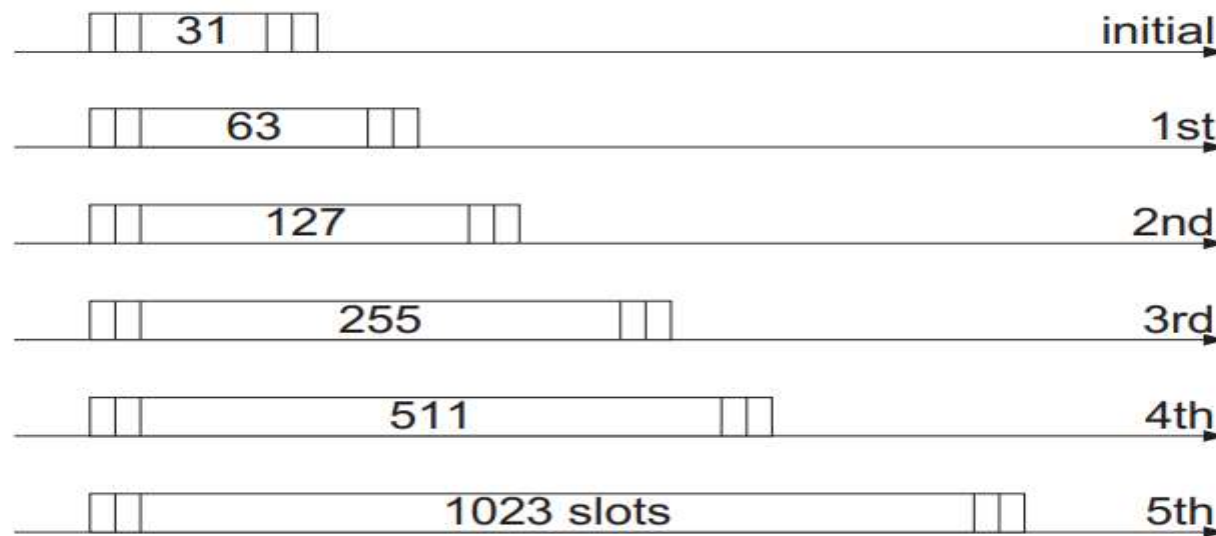 31 initial
63 1st
127 2nd
255 3rd
511 4th
1023 slots 5th